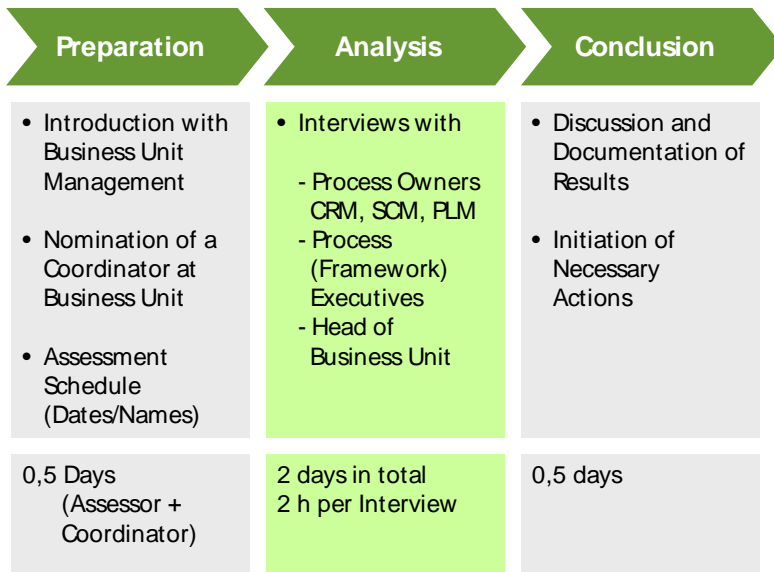 Preparation
Analysis
Conclusion
• Introduction with
Business Unit
Management
• Nomination of a
Coordinator at
Business Unit
• Assessment
Schedule
(Dates/Names)
• Interviews with
- Process Owners
CRM, SCM, PLM
- Process
(Framework)
Executives
- Head of
Business Unit
• Discussion and
Documentation of
Results
• Initiation of
Necessary
Actions
0,5 Days
(Assessor +
Coordinator)
2 days in total
2 h per Interview
0,5 days